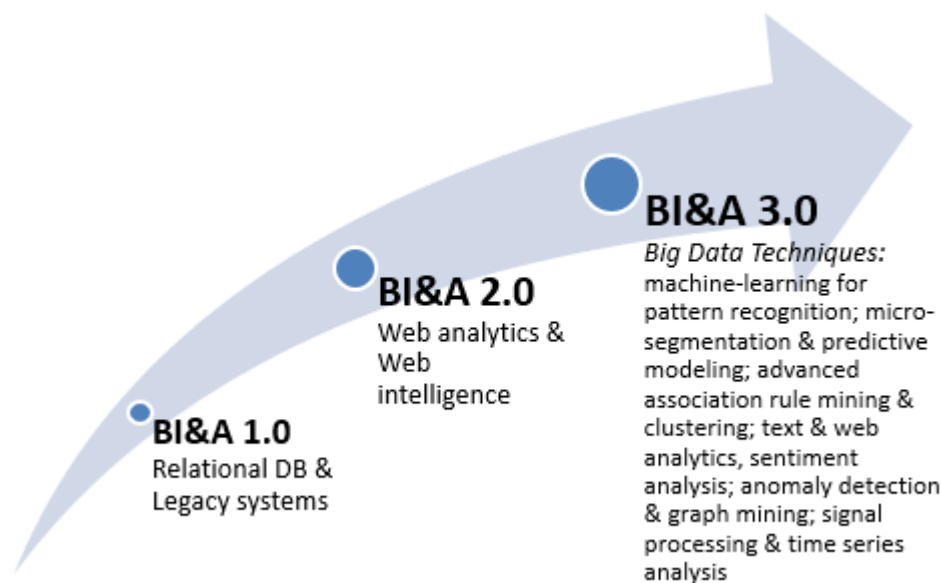 BI&A 1.0
Relational DB &
Legacy systems
BI&A 2.0
Web analytics &
Web
intelligence
BI&A 3.0
Big Data Techniques:
machine-learning for
pattern recognition; micro-
segmentation & predictive
modeling; advanced
association rule mining &
clustering; text & web
analytics, sentiment
analysis; anomaly detection
& graph mining; signal
processing & time series
analysis